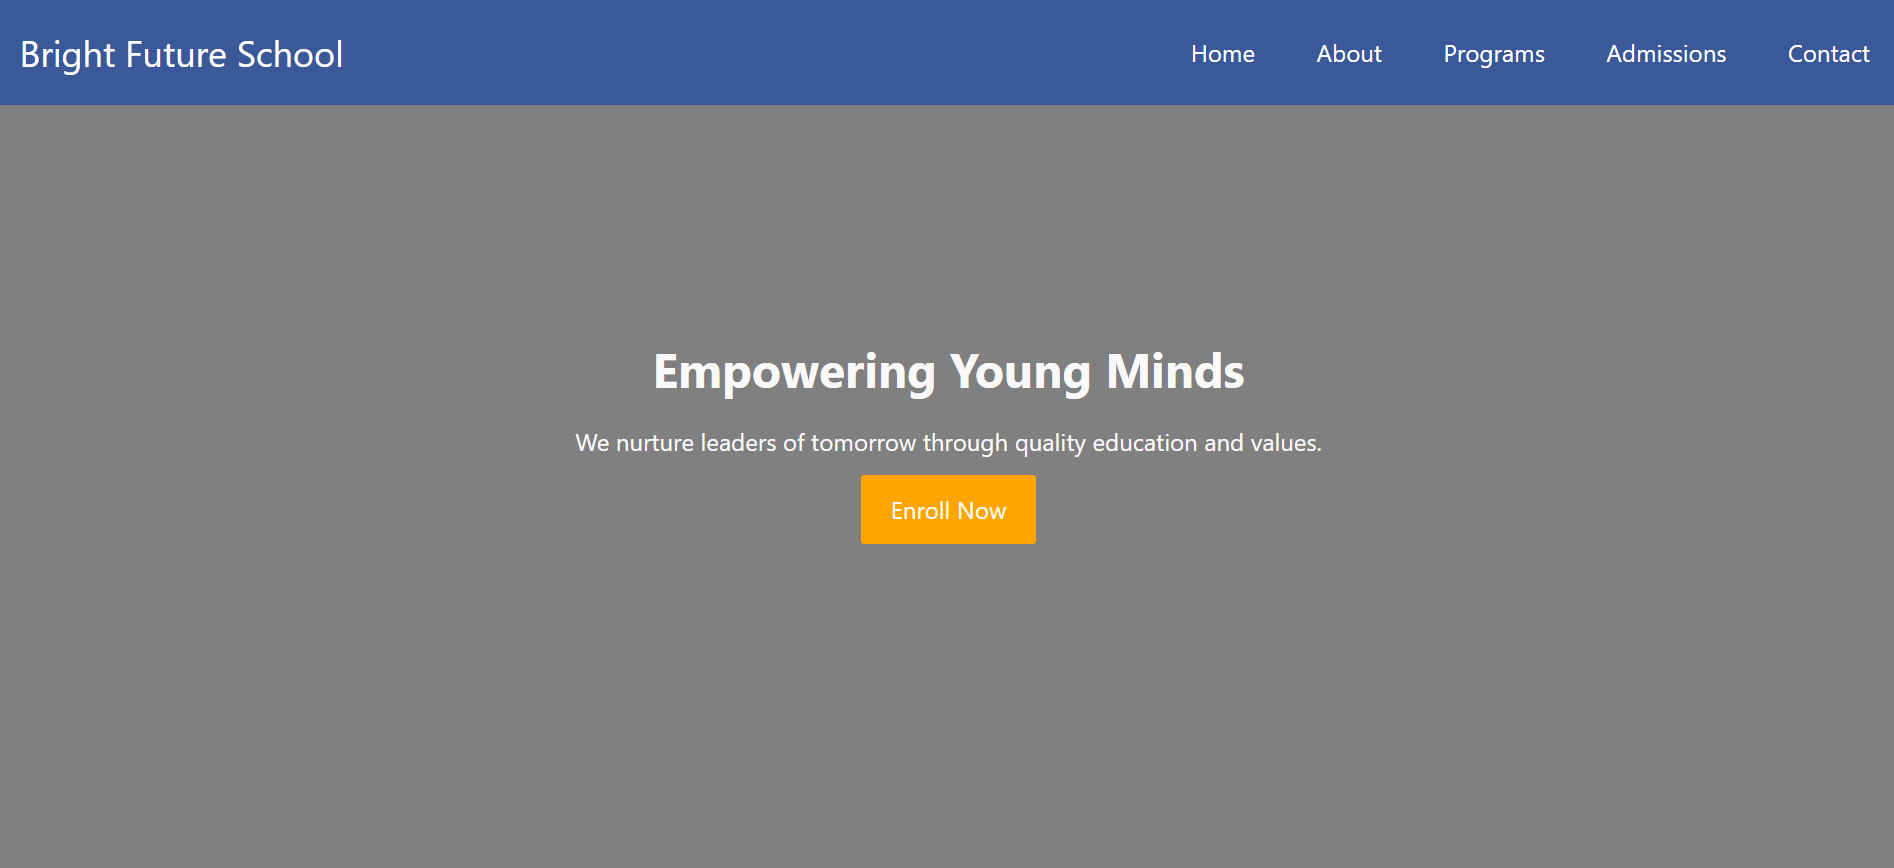 Bright Future School
Home About Programs Admissions Contact
Empowering Young Minds
We nurture leaders of tomorrow through quality education and values.
Enroll Now